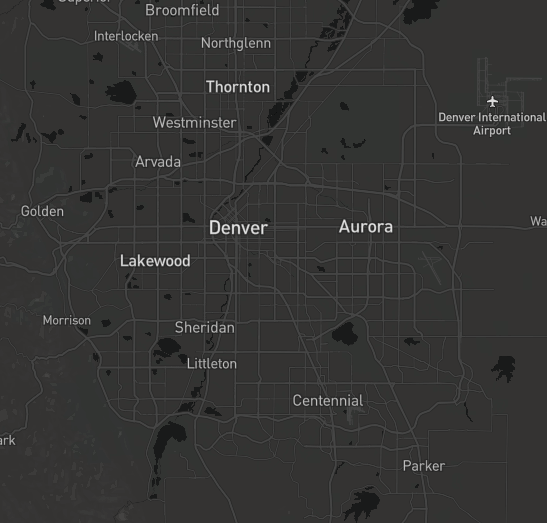 Superior
Broomfield
Interlocken
Northglenn
Thornton
Denver International
Airport
Westminster
Arvada
Golden
Denver
Aurora
Wa
Lakewood
Morrison
Sheridan
Littleton
Centennial
ark
Parker